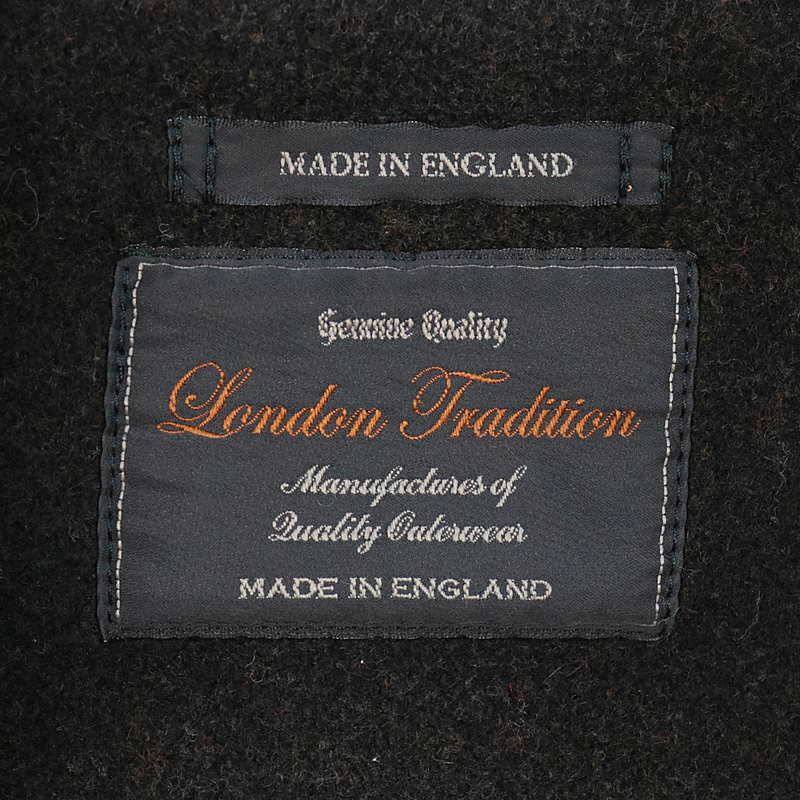 MADE IN ENGLAND
Genuine Quality
London Tradition
Manufactures of
Quality Outerwear
MADE IN ENGLAND